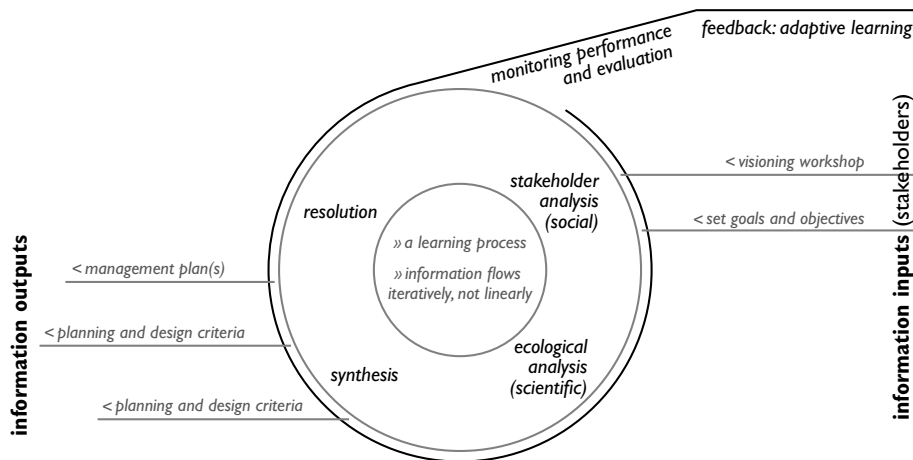 feedback: adaptive learning
monitoring performance
and evaluation
information inputs (stakeholders)
< visioning workshop
< set goals and objectives
stakeholder
analysis
(social)
resolution
» a learning process
» information flows
iteratively, not linearly
information outputs
< management plan(s)
< planning and design criteria
ecological
analysis
(scientific)
synthesis
< planning and design criteria